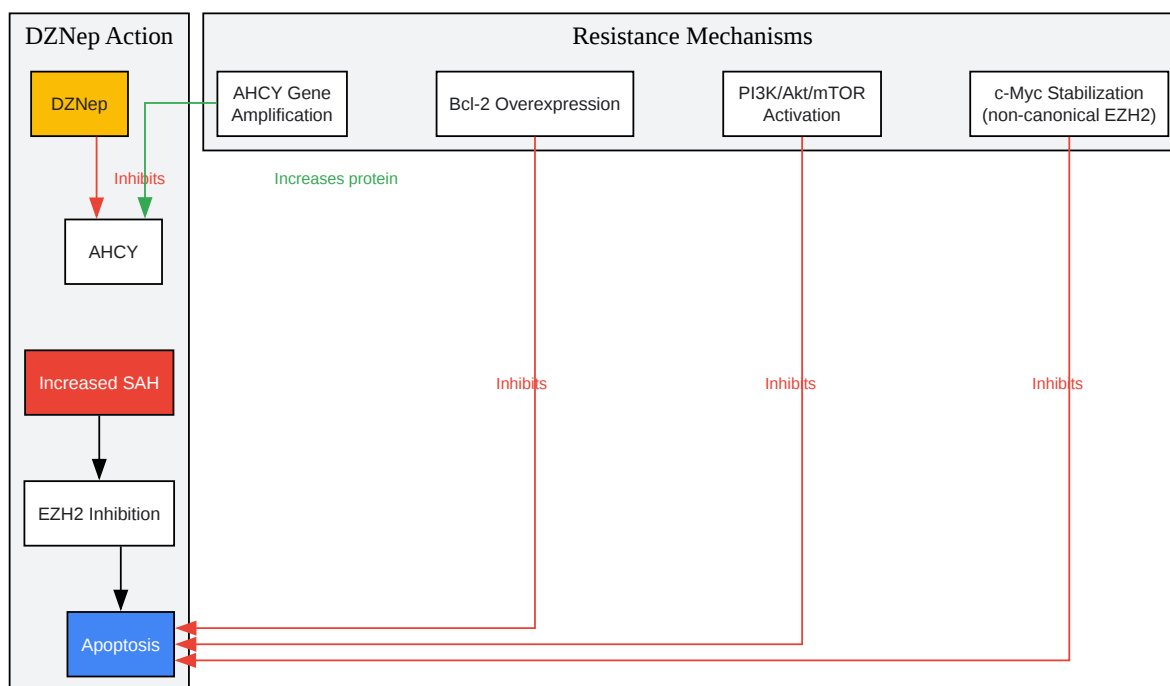 DZNep Action
Resistance Mechanisms
DZNep
AHCY Gene
Amplification
Bcl-2 Overexpression
PI3K/Akt/mTOR
Activation
c-Myc Stabilization
(non-canonical EZH2)
Inhibits
Increases protein
AHCY
Increased SAH
Inhibits
Inhibits
Inhibits
EZH2 Inhibition
Apoptosis